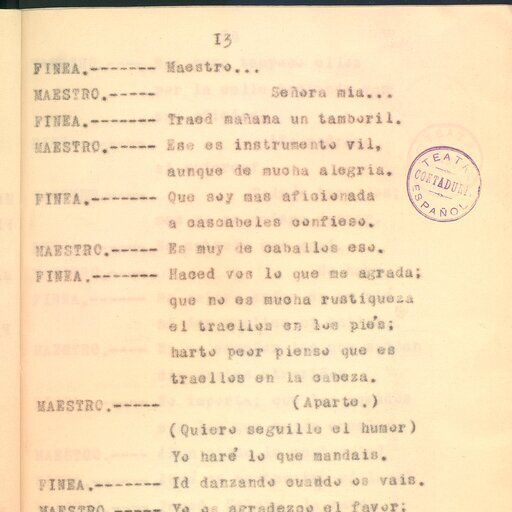 13
FINEA.------- Maestro...
MAESTRO.----- Señora mia...
FINEA.------- Traed mañana un tamboril.
MAESTRO.----- Ese es instrumento vil,
aunque de mucha alegria.
FINEA.------- Que soy mas aficionada
a cascabeles confieso.
MAESTRO.----- Es muy de caballos eso.
FINEA.------- Haced vos lo que me agrada;
que no es mucha rustiqueza
el traellos en los piés;
harto peor pienso que es
traellos en la cabeza.
MAESTRO.----- (Aparte.)
(Quiero seguille el humor)
Yo haré lo que mandais.
FINEA.------- Id danzando cuando os vais.
MAESTRO.----- Yo os agradezco el favor;
TEATR
CONTADURI
ESPAÑOL